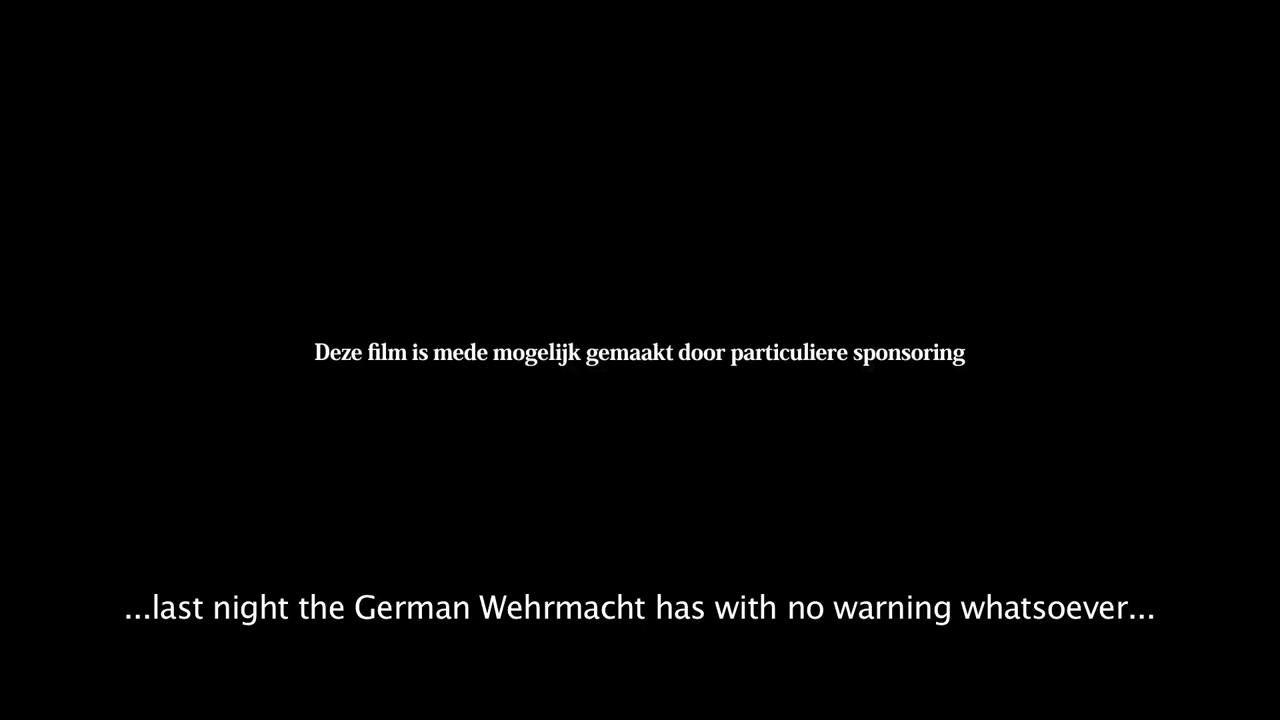 Deze film is mede mogelijk gemaakt door particuliere sponsoring
...last night the German Wehrmacht has with no warning whatsoever...